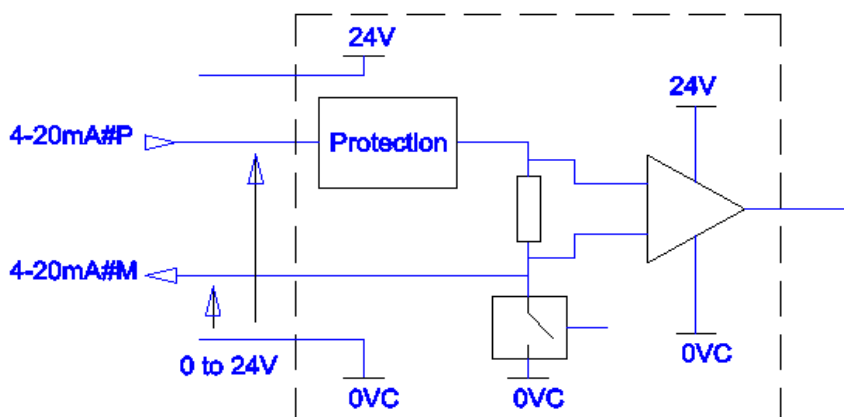 24V
24V
4-20mA#P
Protection
4-20mA#M
0 to 24V
0VC
0VC
0VC